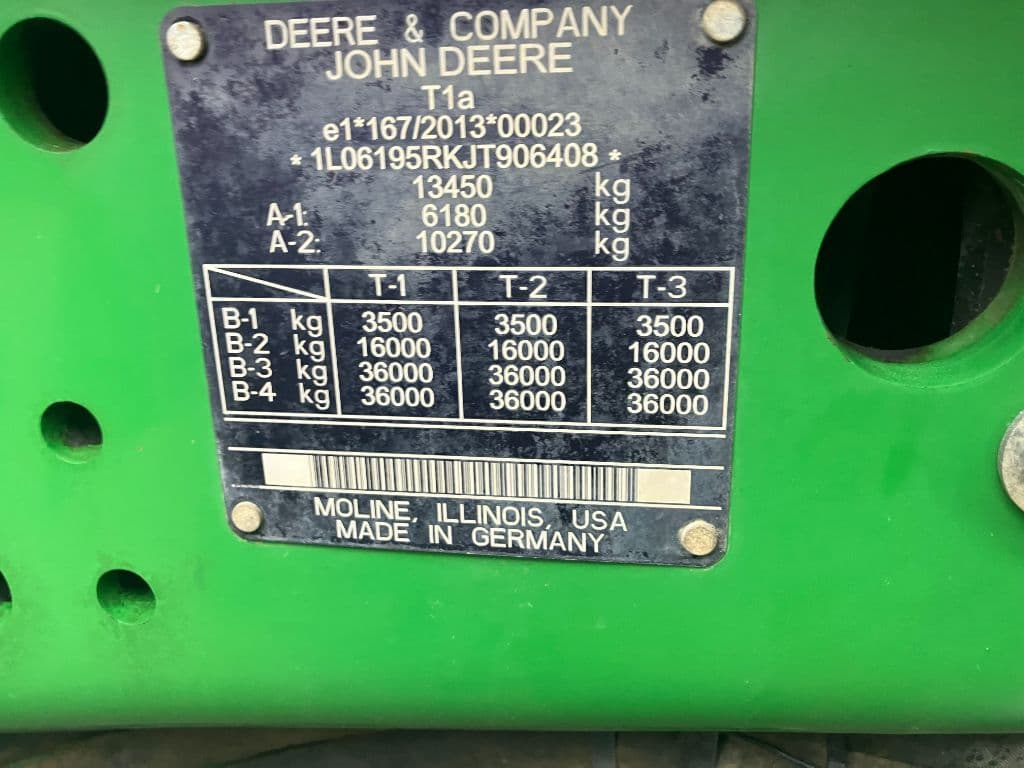 DEERE & COMPANY
JOHN DEERE
T1a
e1*167/2013*00023
* 1L06195RKJT906408 *
13450 kg
A-1: 6180 kg
A-2: 10270 kg
T-1 T-2 T-3
B-1 kg 3500 3500 3500
B-2 kg 16000 16000 16000
B-3 kg 36000 36000 36000
B-4 kg 36000 36000 36000
MOLINE, ILLINOIS, USA
MADE IN GERMANY